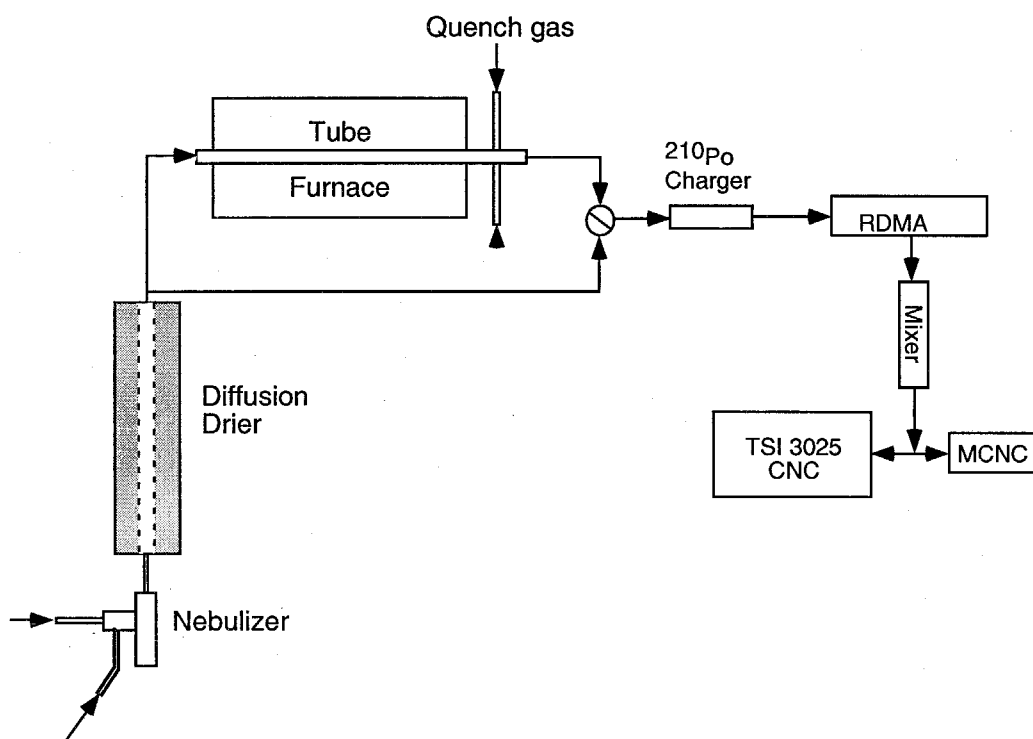 Quench gas
Tube
Furnace
210Po
Charger
RDMA
Mixer
TSI 3025
CNC
MCNC
Diffusion
Drier
Nebulizer